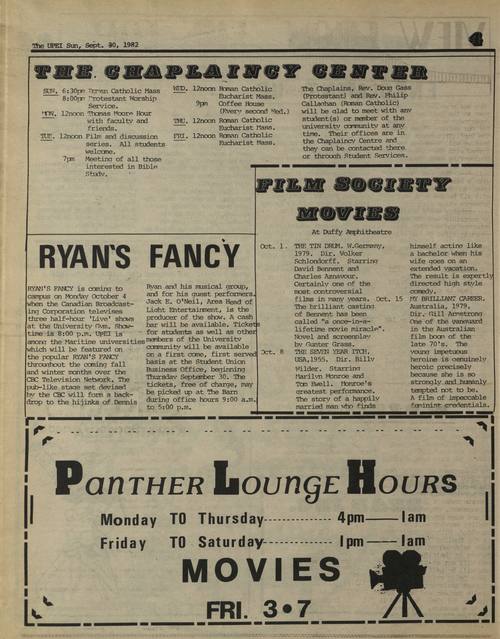 The UPEI Sun, Sept. 30, 1982
4
THE CHAPLAINCY CENTER
SUN. 6:30pm Roman Catholic Mass
8:00pm Protestant Worship
Service.
MON. 12noon Thomas Moore Hour
with faculty and
friends.
TUE. 12noon Film and discussion
series. All students
welcome.
7pm Meeting of all those
interested in Bible
Study.
WED. 12noon Roman Catholic
Eucharist Mass.
9pm Coffee House
(Every second Wed.)
THU. 12noon Roman Catholic
Eucharist Mass.
FRI. 12noon Roman Catholic
Eucharist Mass.
The Chaplains, Rev. Doug Gass
(Protestant) and Rev. Philip
Callaghan (Roman Catholic)
will be glad to meet with any
student(s) or member of the
university community at any
time. Their offices are in
the Chaplaincy Centre and
they can be contacted there
or through Student Services.
FILM SOCIETY
MOVIES
At Duffy Amphitheatre
Oct. 1. THE TIN DRUM. W.Germany,
1979. Dir. Volker
Schlondorff. Starring
David Bennent and
Charles Aznavour.
Certainly one of the
most controversial
films in many years.
The brilliant casting
of Bennent has been
called "a once-in-a-
lifetime movie miracle".
Novel and screenplay
by Gunter Grass.
Oct. 8 THE SEVEN YEAR ITCH,
USA,1955. Dir. Billy
Wilder. Starring
Marilyn Monroe and
Tom Ewell. Monroe's
greatest performance.
The story of a happily
married man who finds
himself acting like
a bachelor when his
wife goes on an
extended vacation.
The result is expertly
directed high style
comedy.
Oct. 15 MY BRILLIANT CAREER.
Australia, 1979.
Dir. Gill Armstrong
One of the vanguard
in the Australian
film boom of the
late 70's. The
young impetuous
heroine is genuinely
heroic precisely
because she is so
strongly and humanly
tempted not to be.
A film of impeccable
feminist credentials.
RYAN'S FANCY
RYAN'S FANCY is coming to
campus on Monday October 4
when the Canadian Broadcast-
ing Corporation televises
three half-hour 'Live' shows
at the University Gym. Show-
time is 8:00 p.m. UPEI is
among the Maritime universities
which will be featured on
the popular RYAN'S FANCY
throughout the coming fall
and winter months over the
CBC Television Network. The
pub-like stage set devised
by the CBC will form a back-
drop to the hijinks of Dennis
Ryan and his musical group,
and for his guest performers.
Jack E. O'Neil, Area Head of
Light Entertainment, is the
producer of the show. A cash
bar will be available. Tickets
for students as well as other
members of the University
community will be available
on a first come, first served
basis at the Student Union
Business Office, beginning
Thursday September 30. The
tickets, free of charge, may
be picked up at The Barn
during office hours 9:00 a.m.
to 5:00 p.m.
PANTHER LOUNGE HOURS
Monday TO Thursday------------ 4pm——1am
Friday TO Saturday------------ 1pm——1am
MOVIES
FRI. 3•7